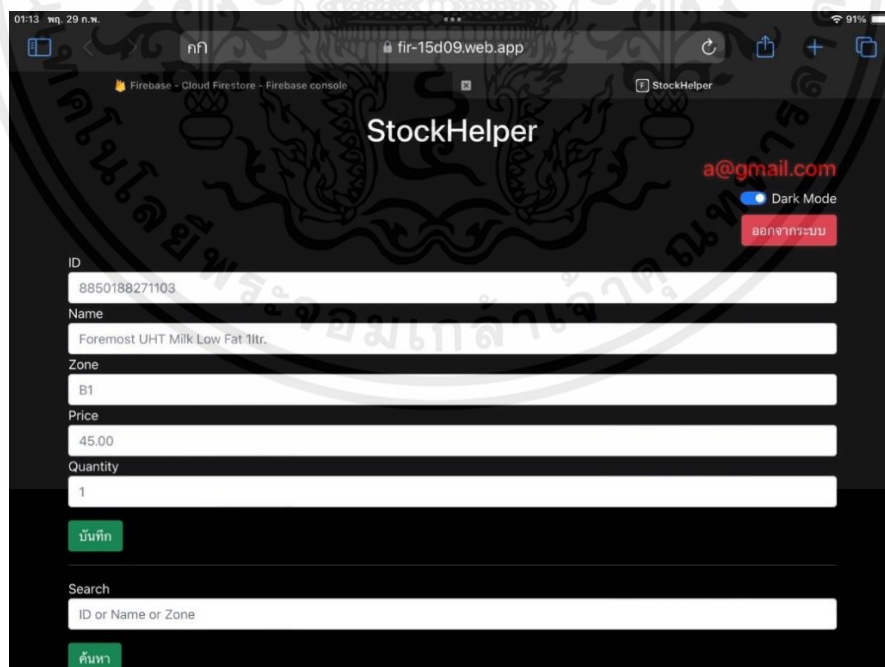 01:13 พฤ. 29 ก.พ.
91%
กก
fir-15d09.web.app
Firebase - Cloud Firestore - Firebase console
StockHelper
StockHelper
a@gmail.com
Dark Mode
ออกจากระบบ
ID
8850188271103
Name
Foremost UHT Milk Low Fat 1ltr.
Zone
B1
Price
45.00
Quantity
1
บันทึก
Search
ID or Name or Zone
ค้นหา